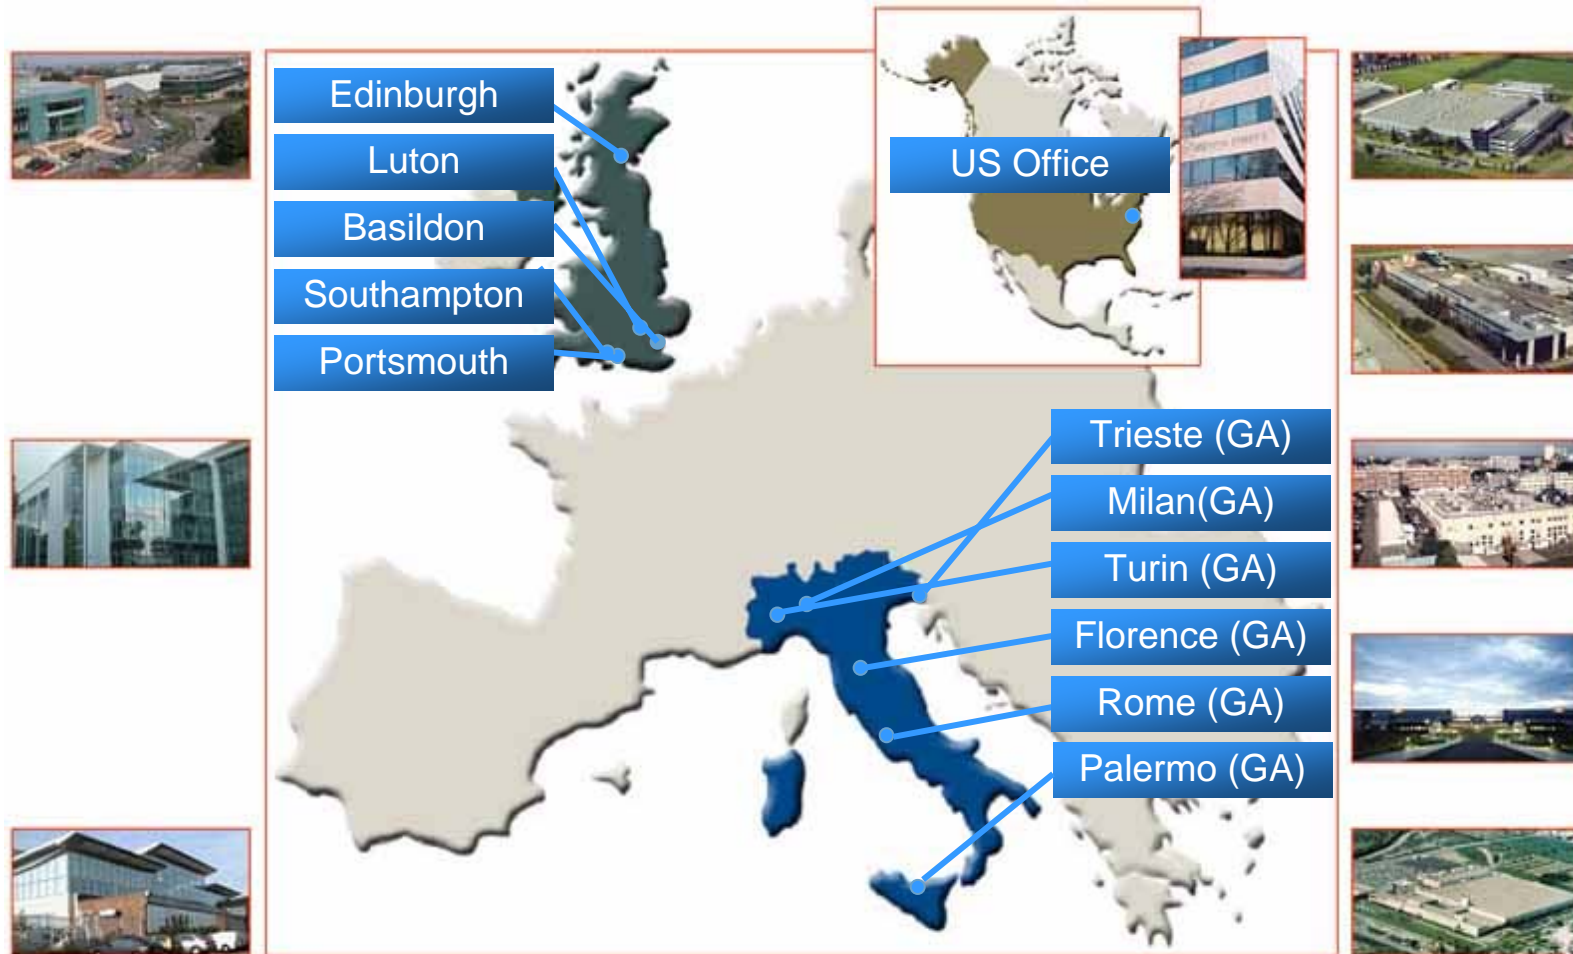 Edinburgh
Luton
Basildon
Southampton
Portsmouth
US Office
Trieste (GA)
Milan(GA)
Turin (GA)
Florence (GA)
Rome (GA)
Palermo (GA)